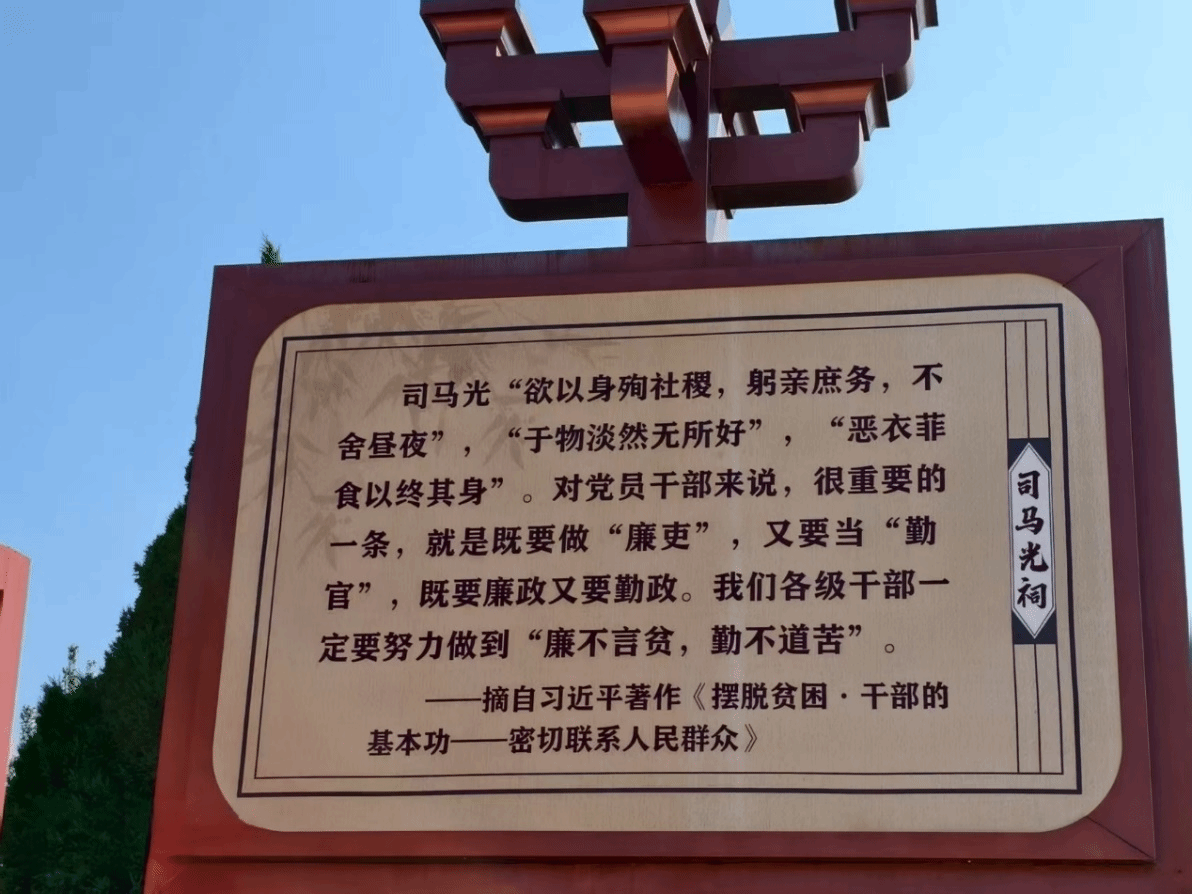 司马光“欲以身殉社稷，躬亲庶务，不
舍昼夜”，“于物淡然无所好”，“恶衣菲
食以终其身”。对党员干部来说，很重要的
一条，就是既要做“廉吏”，又要当“勤
官”，既要廉政又要勤政。我们各级干部一
定要努力做到“廉不言贫，勤不道苦”。
——摘自习近平著作《摆脱贫困·干部的
基本功——密切联系人民群众》
司马光祠